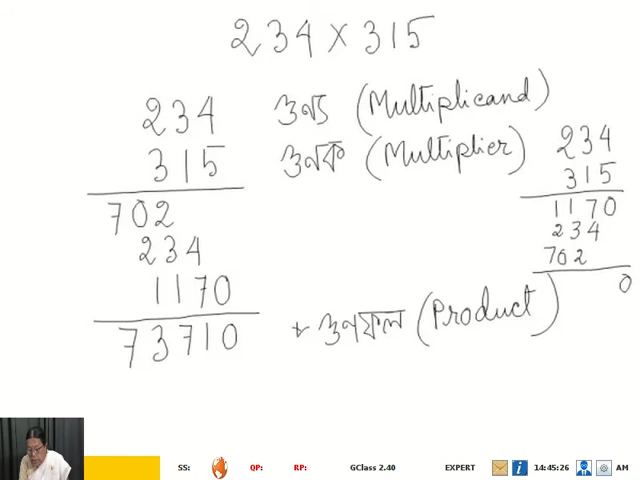 234 × 315
234 গুণ্য (Multiplicand)
315 গুণক (Multiplier)
702
234
1170
73710 গুণফল (Product)
234
315
1170
234
702
0
SS: QP: RP: GClass 2.40 EXPERT 14:45:26 AM